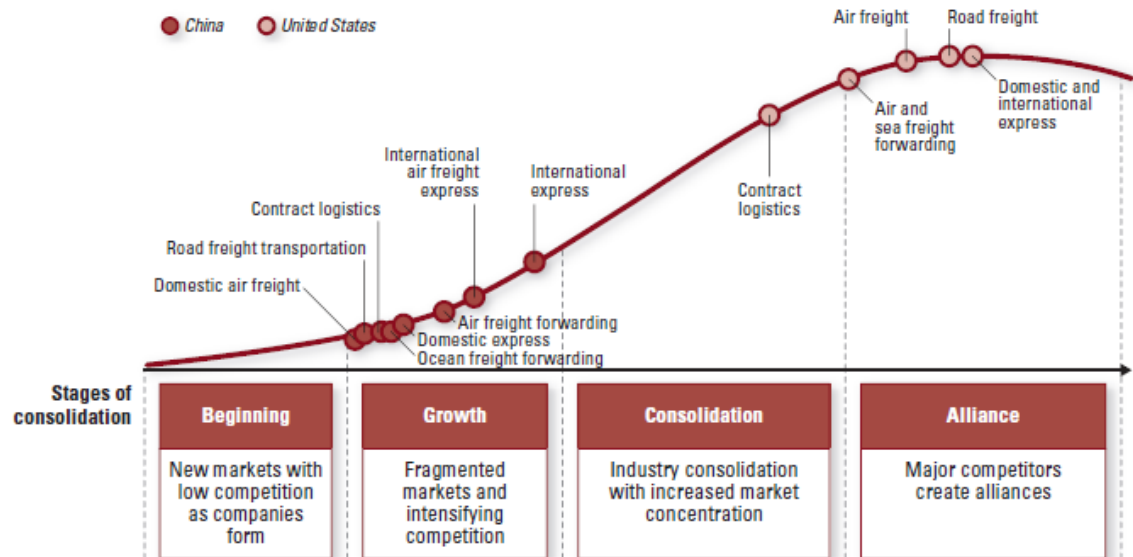 China
United States
Air freight
Road freight
Domestic and
international
express
Air and
sea freight
forwarding
International
air freight
express
International
express
Contract
logistics
Contract logistics
Road freight transportation
Domestic air freight
Air freight forwarding
Domestic express
Ocean freight forwarding
Stages of
consolidation
Beginning
Growth
Consolidation
Alliance
New markets with
low competition
as companies
form
Fragmented
markets and
intensifying
competition
Industry consolidation
with increased market
concentration
Major competitors
create alliances